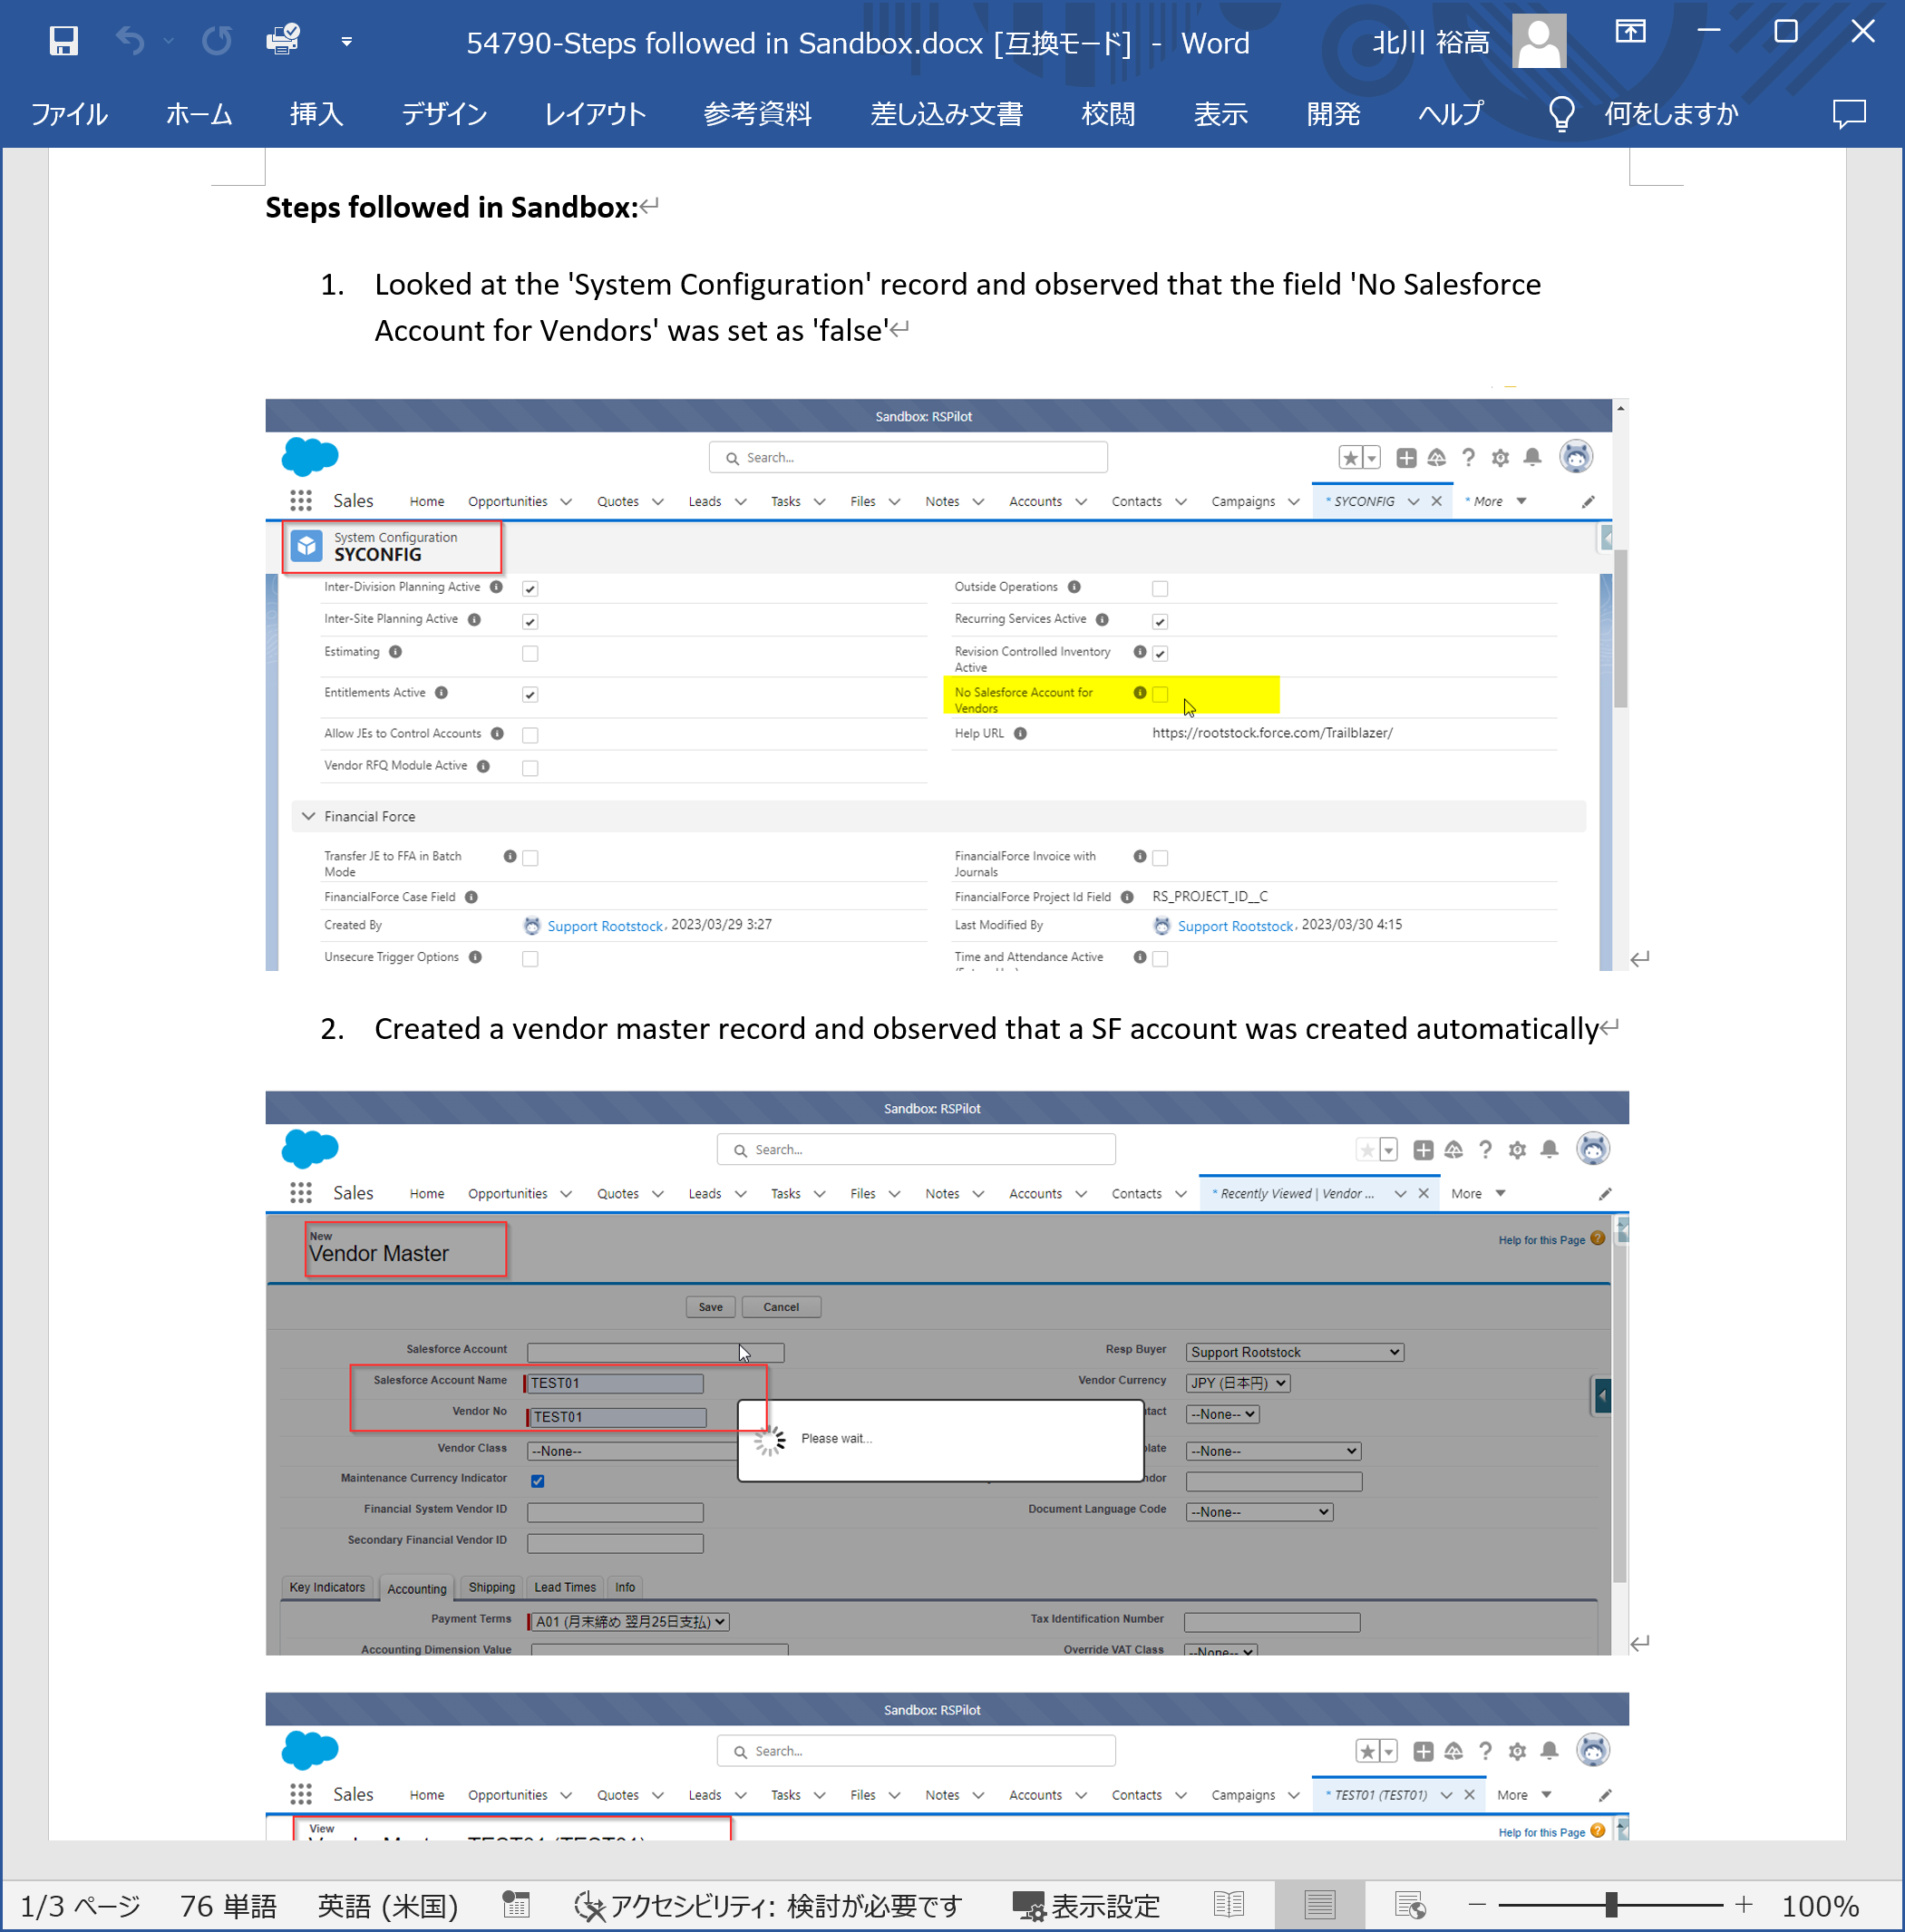 54790-Steps followed in Sandbox.docx [互換モード] - Word 北川 裕高
ファイル ホーム 挿入 デザイン レイアウト 参考資料 差し込み文書 校閲 表示 開発 ヘルプ 何をしますか
Steps followed in Sandbox:
1. Looked at the 'System Configuration' record and observed that the field 'No Salesforce
Account for Vendors' was set as 'false'
Sandbox: RSPilot
Search...
Sales Home Opportunities Quotes Leads Tasks Files Notes Accounts Contacts Campaigns * SYCONFIG * More
System Configuration
SYCONFIG
Inter-Division Planning Active Outside Operations
Inter-Site Planning Active Recurring Services Active
Estimating Revision Controlled Inventory
Active
Entitlements Active No Salesforce Account for
Vendors
Allow JEs to Control Accounts Help URL https://rootstock.force.com/Trailblazer/
Vendor RFQ Module Active
Financial Force
Transfer JE to FFA in Batch FinancialForce Invoice with
Mode Journals
FinancialForce Case Field FinancialForce Project Id Field RS_PROJECT_ID__C
Created By Support Rootstock, 2023/03/29 3:27 Last Modified By Support Rootstock, 2023/03/30 4:15
Unsecure Trigger Options Time and Attendance Active
2. Created a vendor master record and observed that a SF account was created automatically
Sandbox: RSPilot
Search...
Sales Home Opportunities Quotes Leads Tasks Files Notes Accounts Contacts * Recently Viewed | Vendor ... More
New
Vendor Master Help for this Page
Save Cancel
Salesforce Account Resp Buyer Support Rootstock
Salesforce Account Name TEST01 Vendor Currency JPY (日本円)
Vendor No TEST01 ntact --None--
Vendor Class --None-- plate --None--
Please wait...
Maintenance Currency Indicator ndor
Financial System Vendor ID Document Language Code --None--
Secondary Financial Vendor ID
Key Indicators Accounting Shipping Lead Times Info
Payment Terms A01 (月末締め 翌月25日支払) Tax Identification Number
Accounting Dimension Value Override VAT Class --None--
Sandbox: RSPilot
Search...
Sales Home Opportunities Quotes Leads Tasks Files Notes Accounts Contacts Campaigns * TEST01 (TEST01) More
View Help for this Page
Vendor Master TEST01 (TEST01)
1/3 ページ 76 単語 英語 (米国) アクセシビリティ: 検討が必要です 表示設定 100%